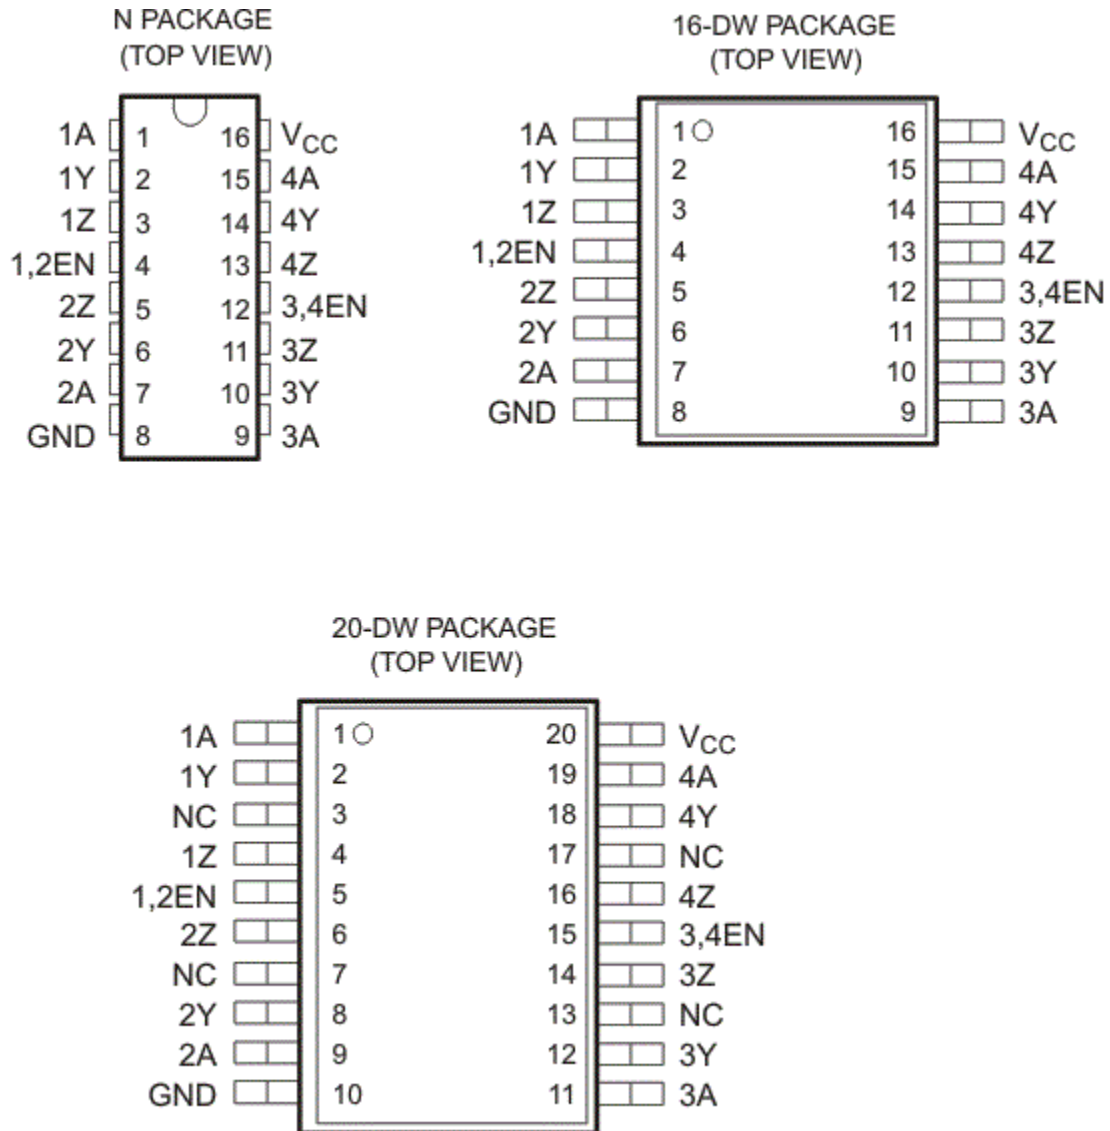 N PACKAGE
(TOP VIEW)
1A 1 16 VCC
1Y 2 15 4A
1Z 3 14 4Y
1,2EN 4 13 4Z
2Z 5 12 3,4EN
2Y 6 11 3Z
2A 7 10 3Y
GND 8 9 3A
16-DW PACKAGE
(TOP VIEW)
1A 1 16 VCC
1Y 2 15 4A
1Z 3 14 4Y
1,2EN 4 13 4Z
2Z 5 12 3,4EN
2Y 6 11 3Z
2A 7 10 3Y
GND 8 9 3A
20-DW PACKAGE
(TOP VIEW)
1A 1 20 VCC
1Y 2 19 4A
NC 3 18 4Y
1Z 4 17 NC
1,2EN 5 16 4Z
2Z 6 15 3,4EN
NC 7 14 3Z
2Y 8 13 NC
2A 9 12 3Y
GND 10 11 3A